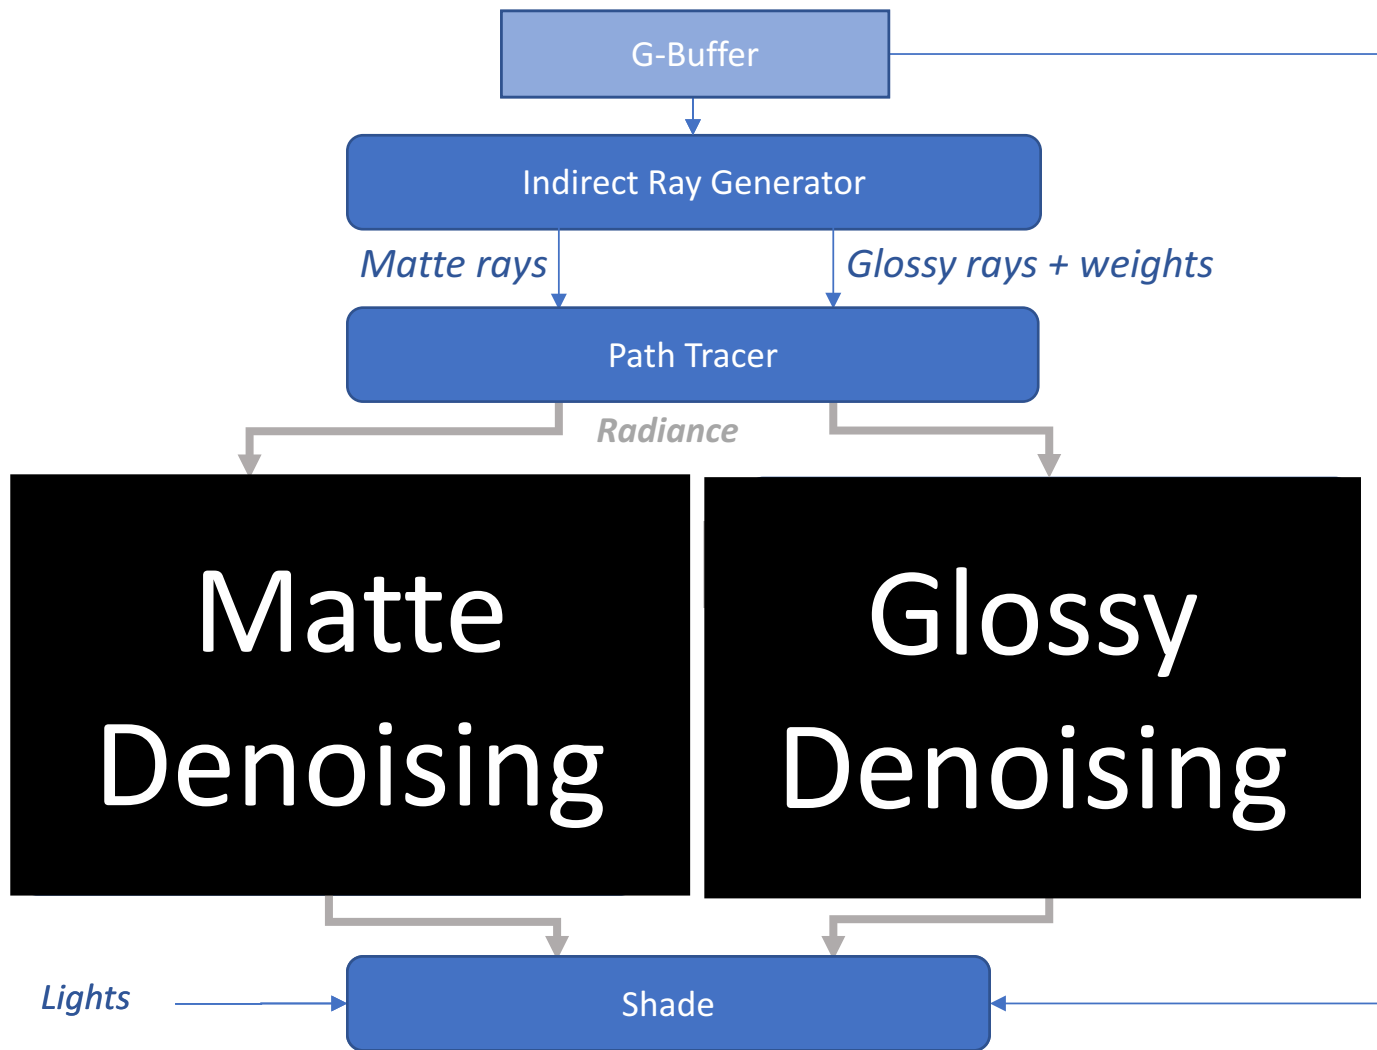 G-Buffer
Indirect Ray Generator
Matte rays
Glossy rays + weights
Path Tracer
Radiance
Matte
Denoising
Glossy
Denoising
Lights
Shade